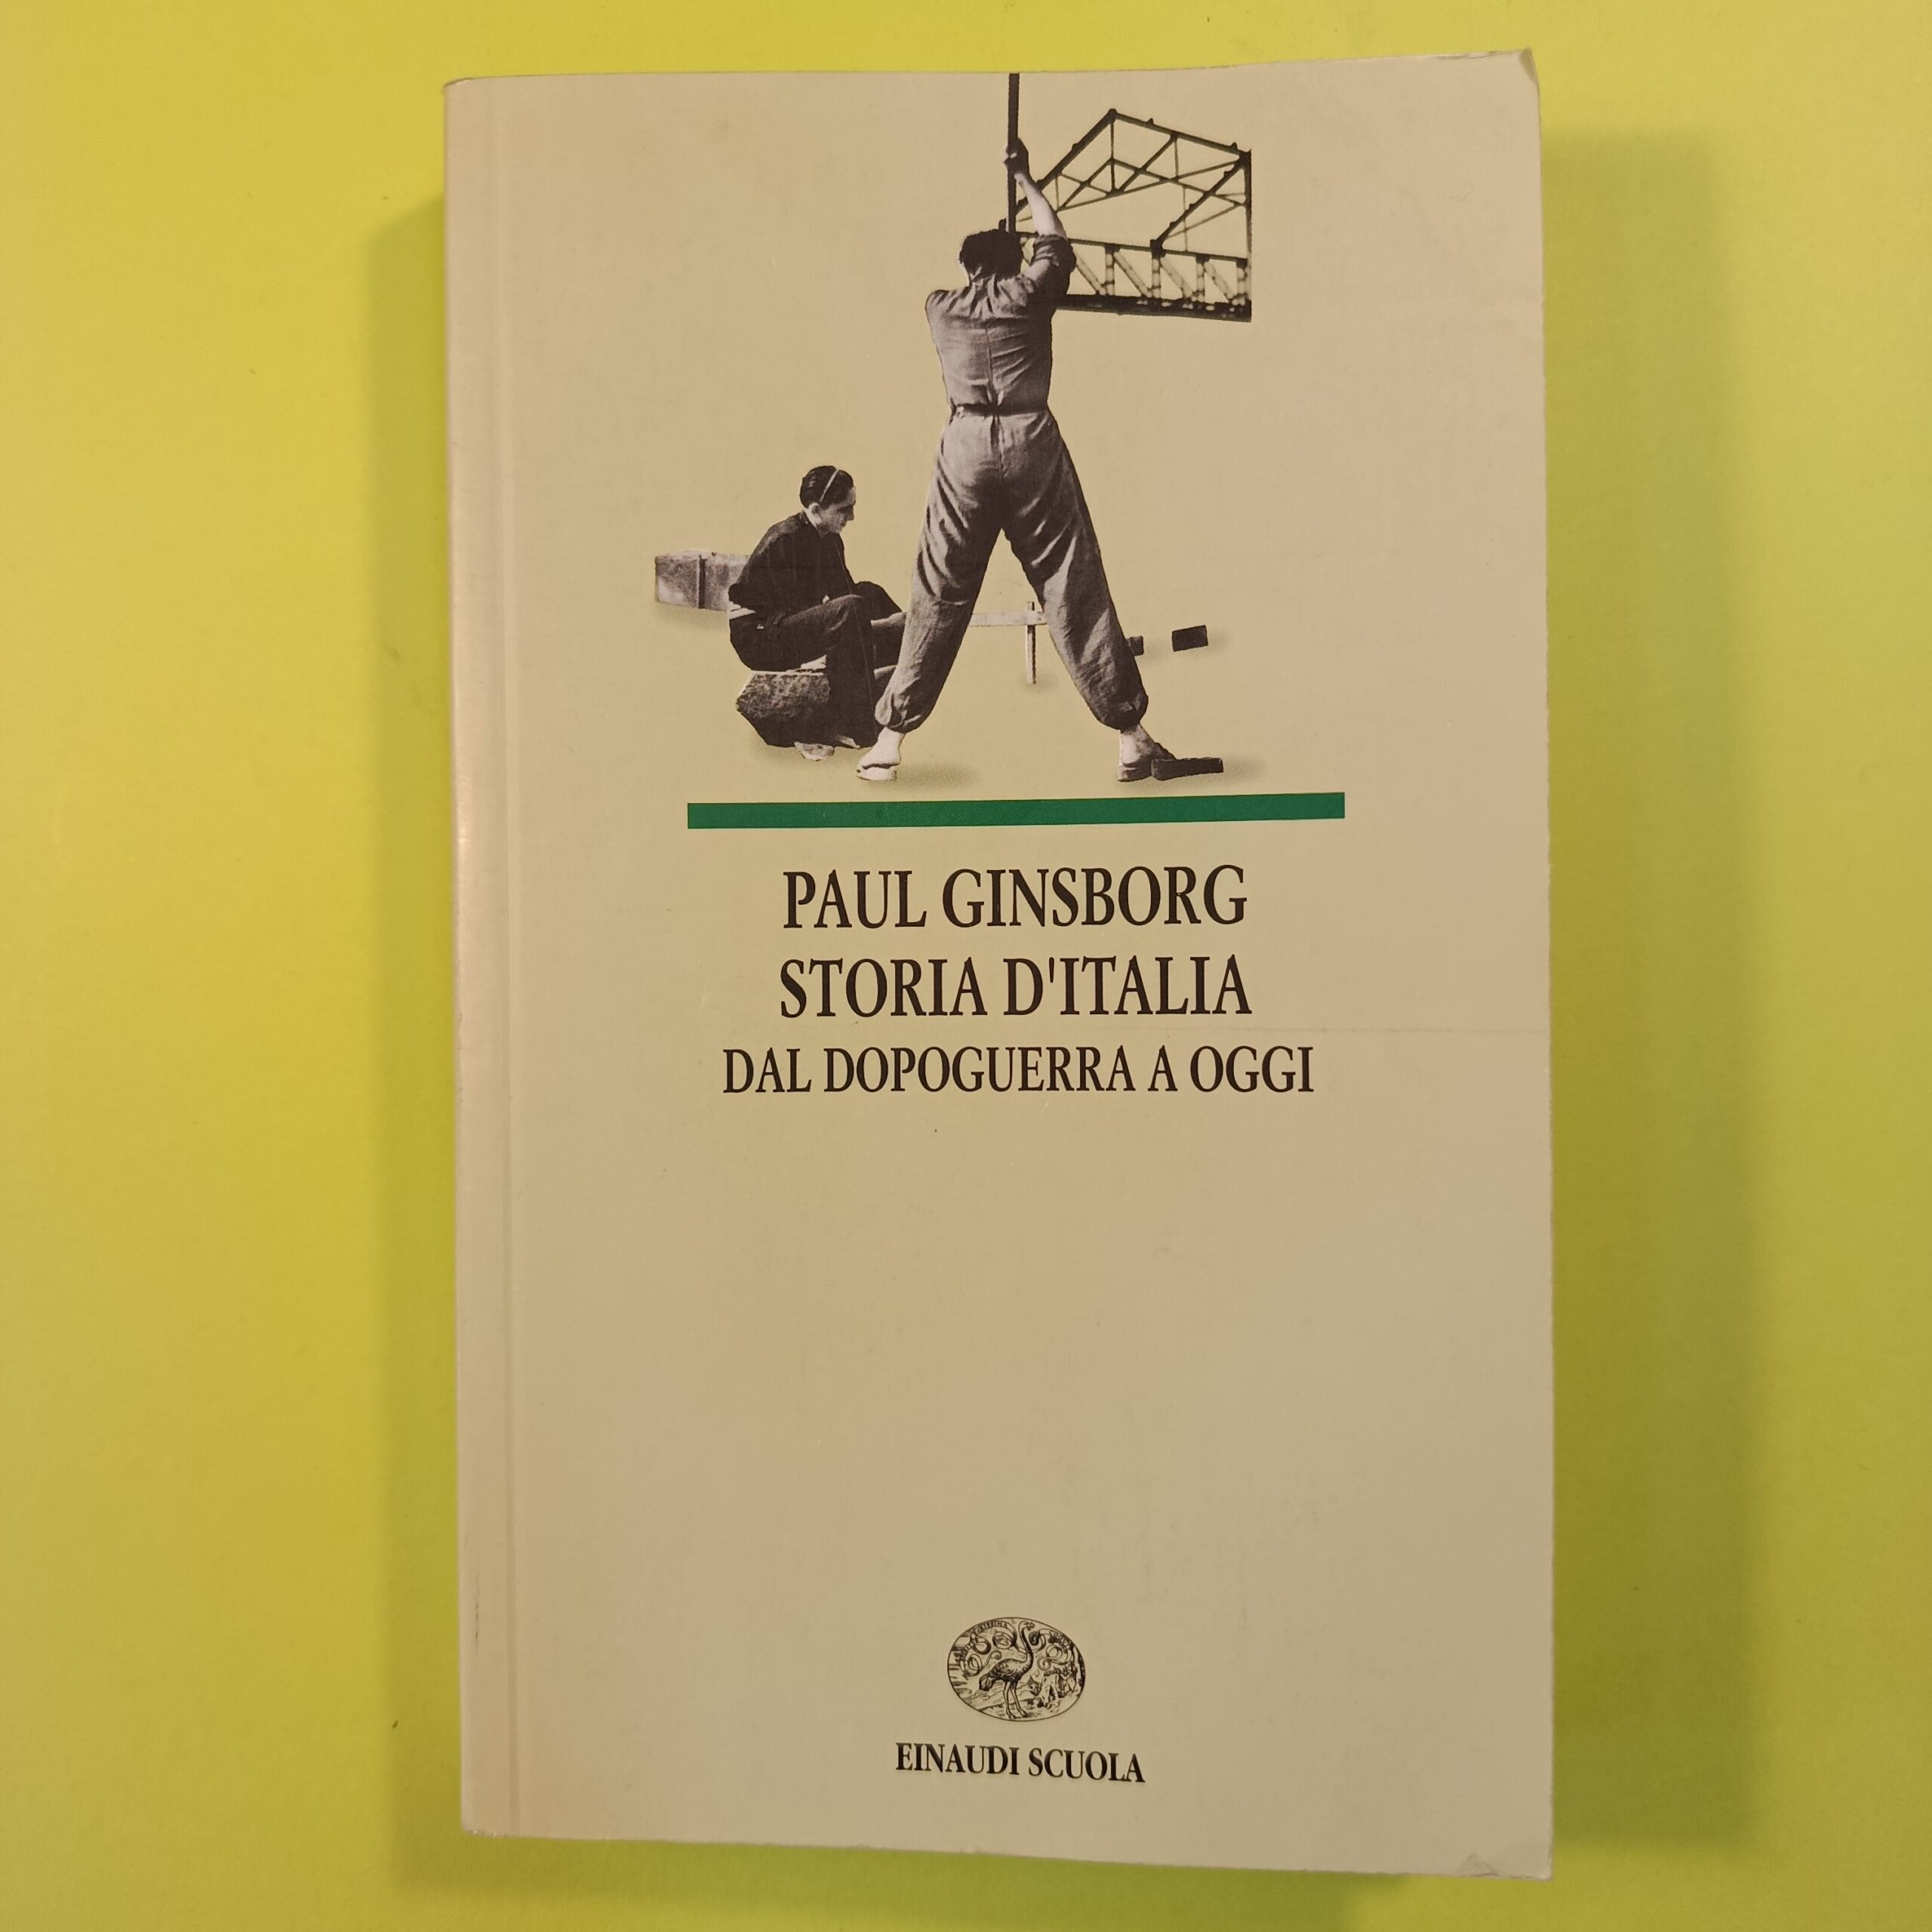 PAUL GINSBORG
STORIA D'ITALIA
DAL DOPOGUERRA A OGGI
EINAUDI SCUOLA